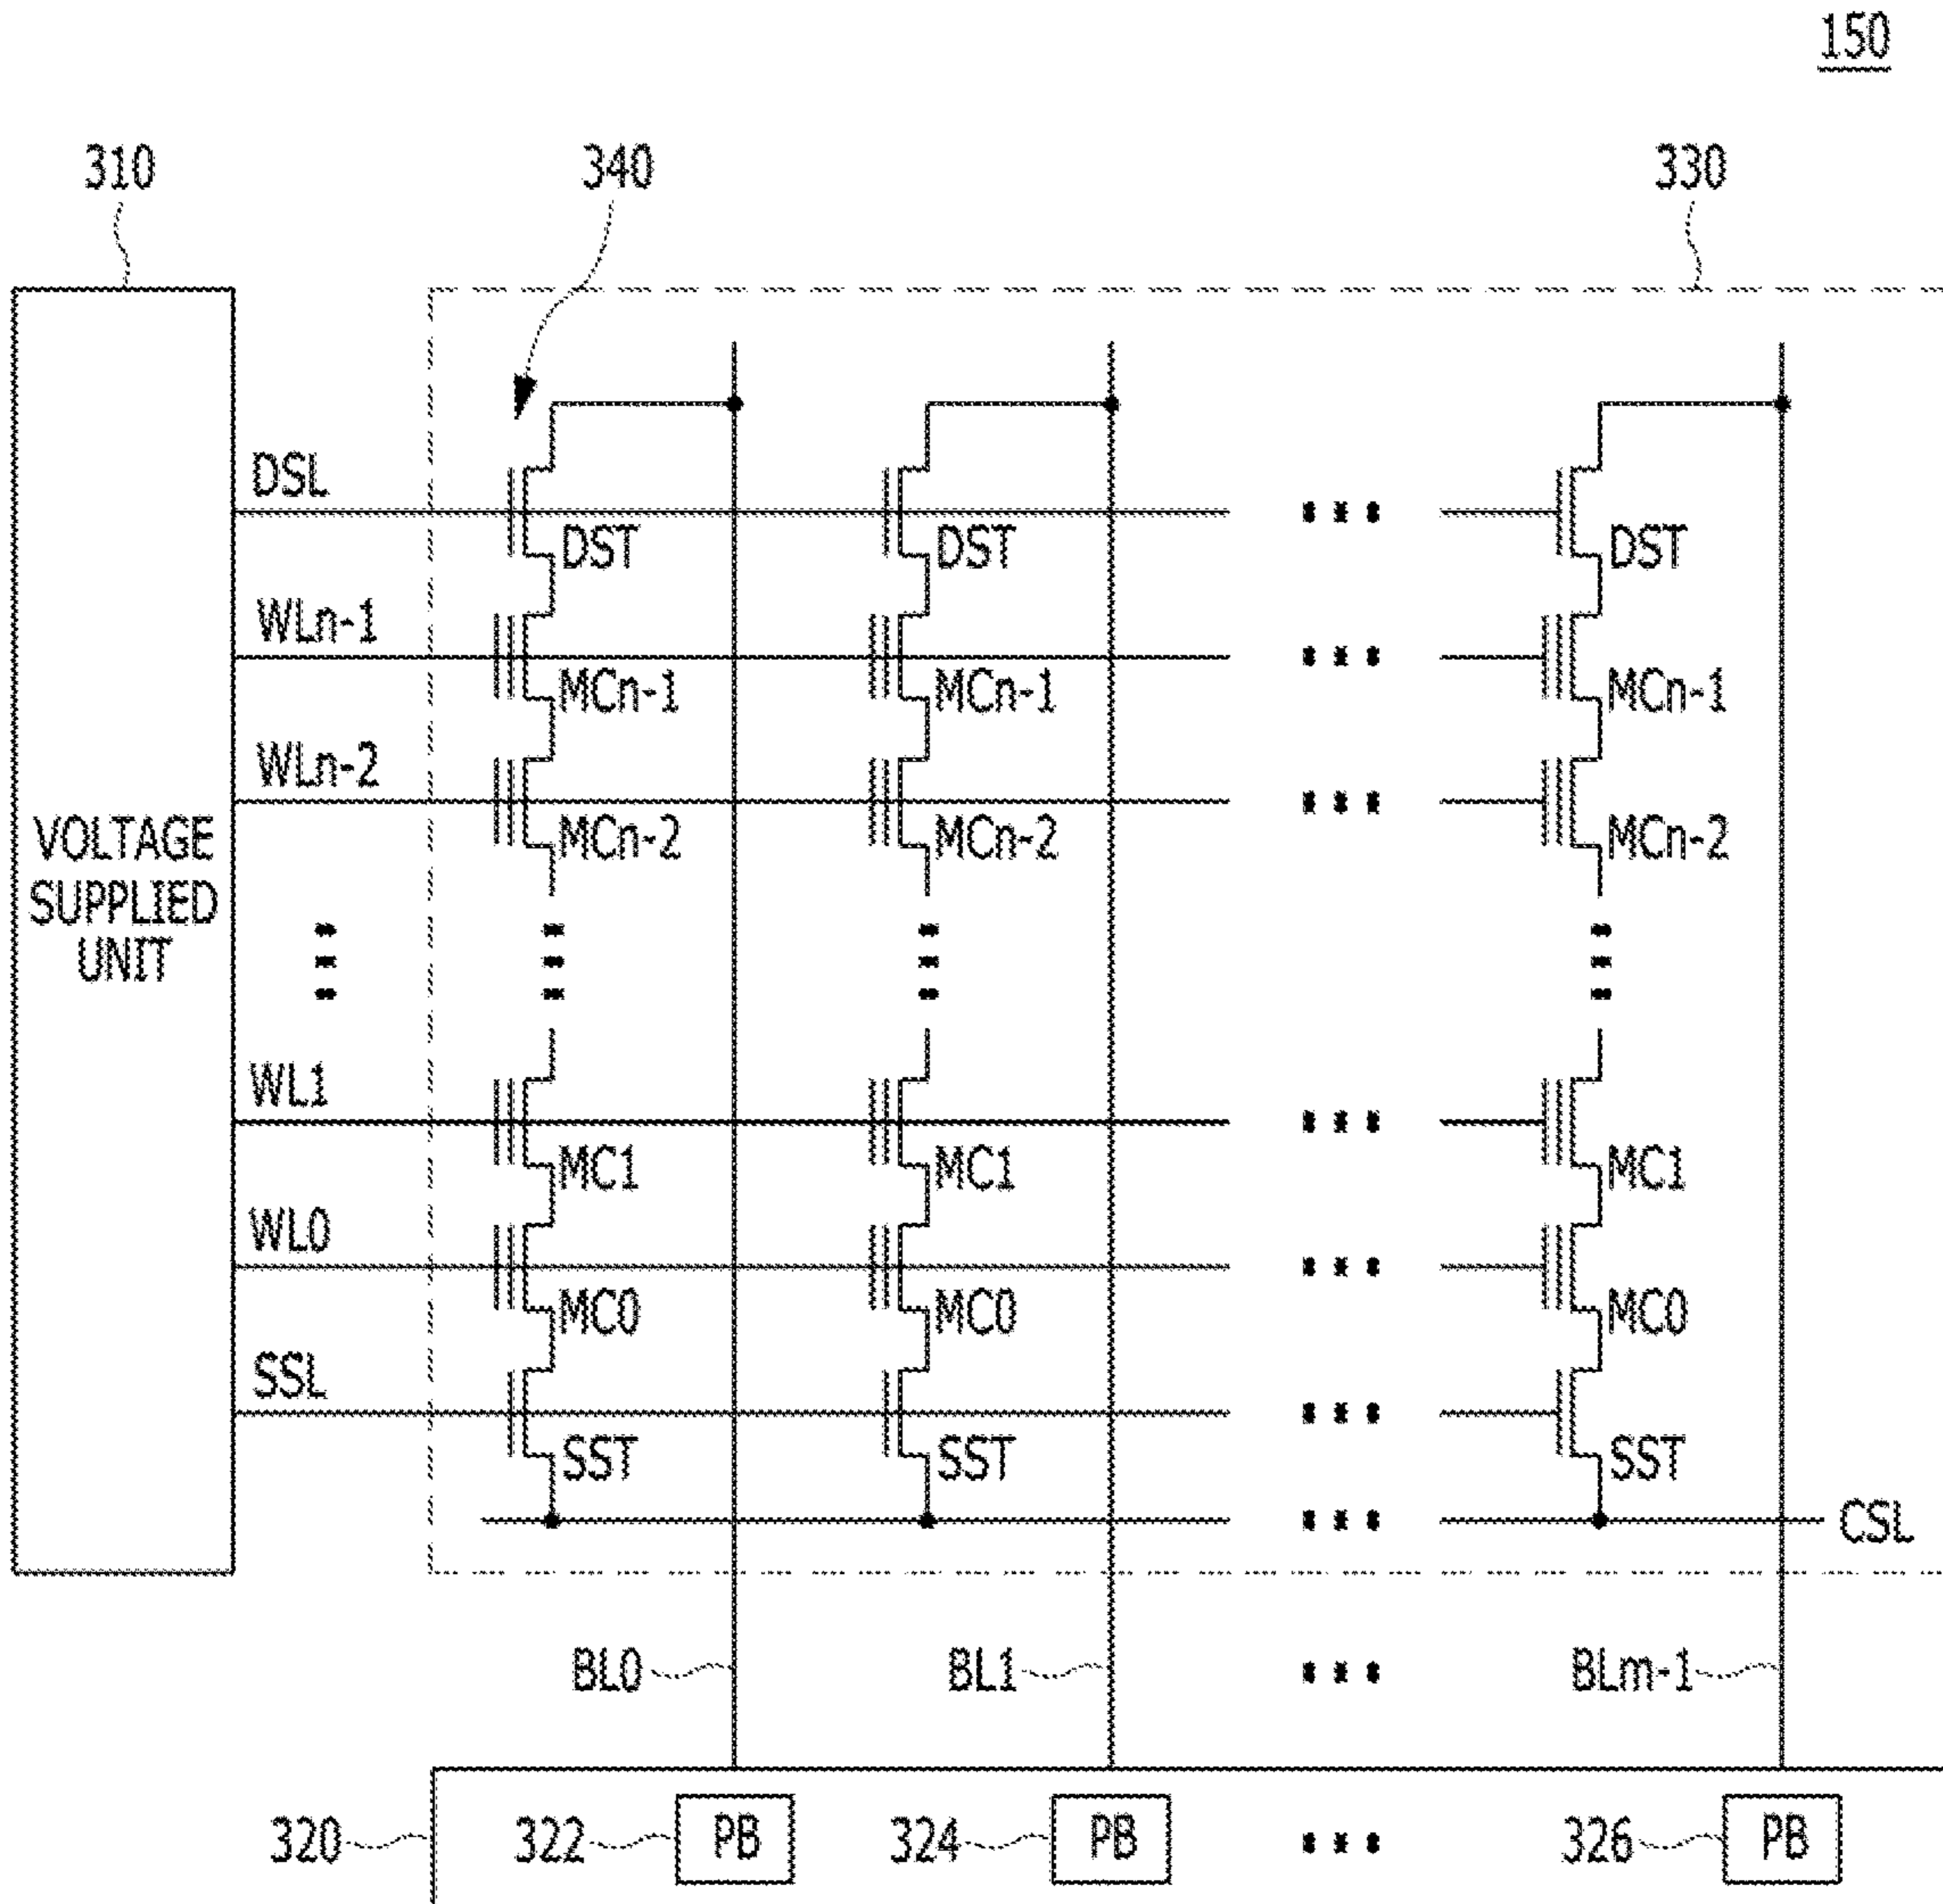 150
310 340 330
DSL
DST DST DST
WLn-1
MCn-1 MCn-1 MCn-1
WLn-2
MCn-2 MCn-2 MCn-2
VOLTAGE
SUPPLIED
UNIT
WL1
MC1 MC1 MC1
WL0
MC0 MC0 MC0
SSL
SST SST SST
CSL
BL0 BL1 BLm-1
320 322 PB 324 PB 326 PB